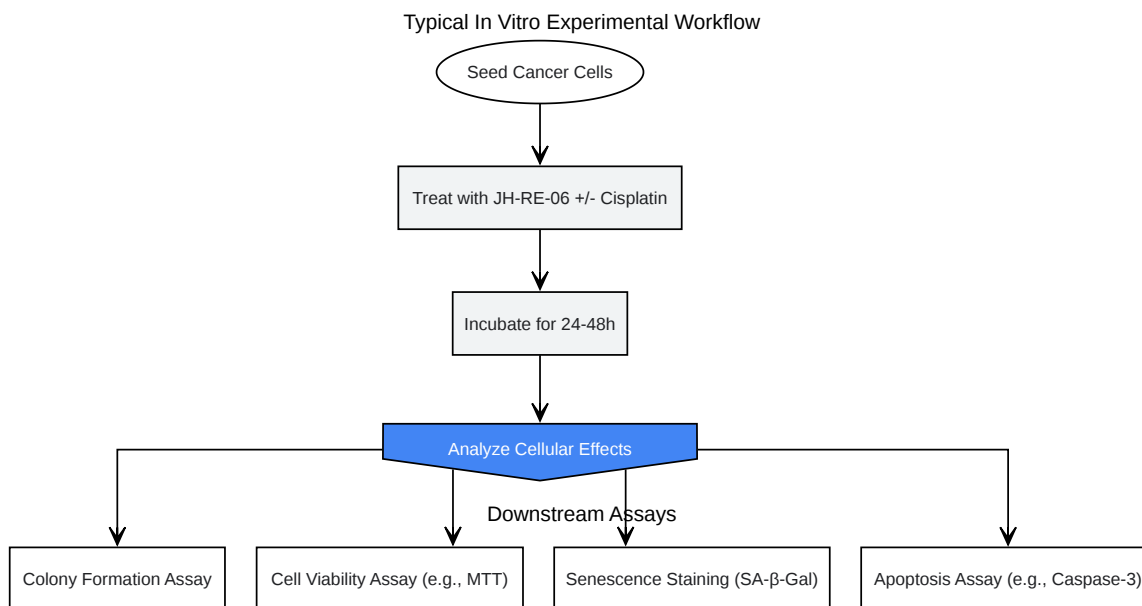 Typical In Vitro Experimental Workflow
Seed Cancer Cells
Treat with JH-RE-06 +/- Cisplatin
Incubate for 24-48h
Analyze Cellular Effects
Downstream Assays
Colony Formation Assay
Cell Viability Assay (e.g., MTT)
Senescence Staining (SA-β-Gal)
Apoptosis Assay (e.g., Caspase-3)